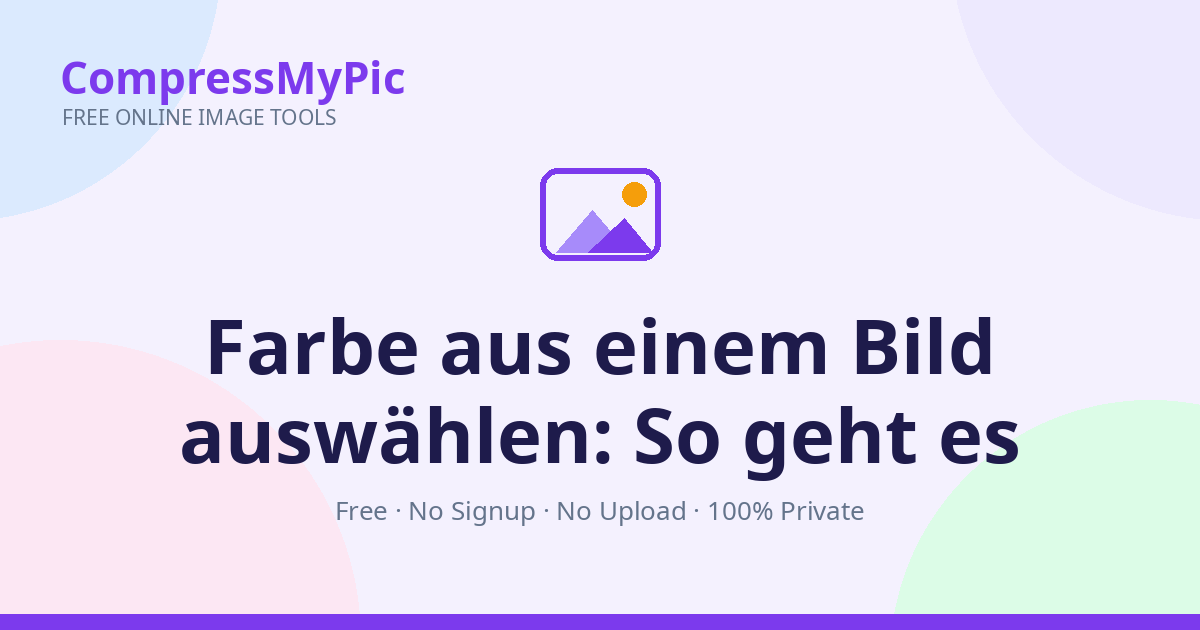 CompressMyPic
FREE ONLINE IMAGE TOOLS
Farbe aus einem Bild
auswählen: So geht es
Free · No Signup · No Upload · 100% Private